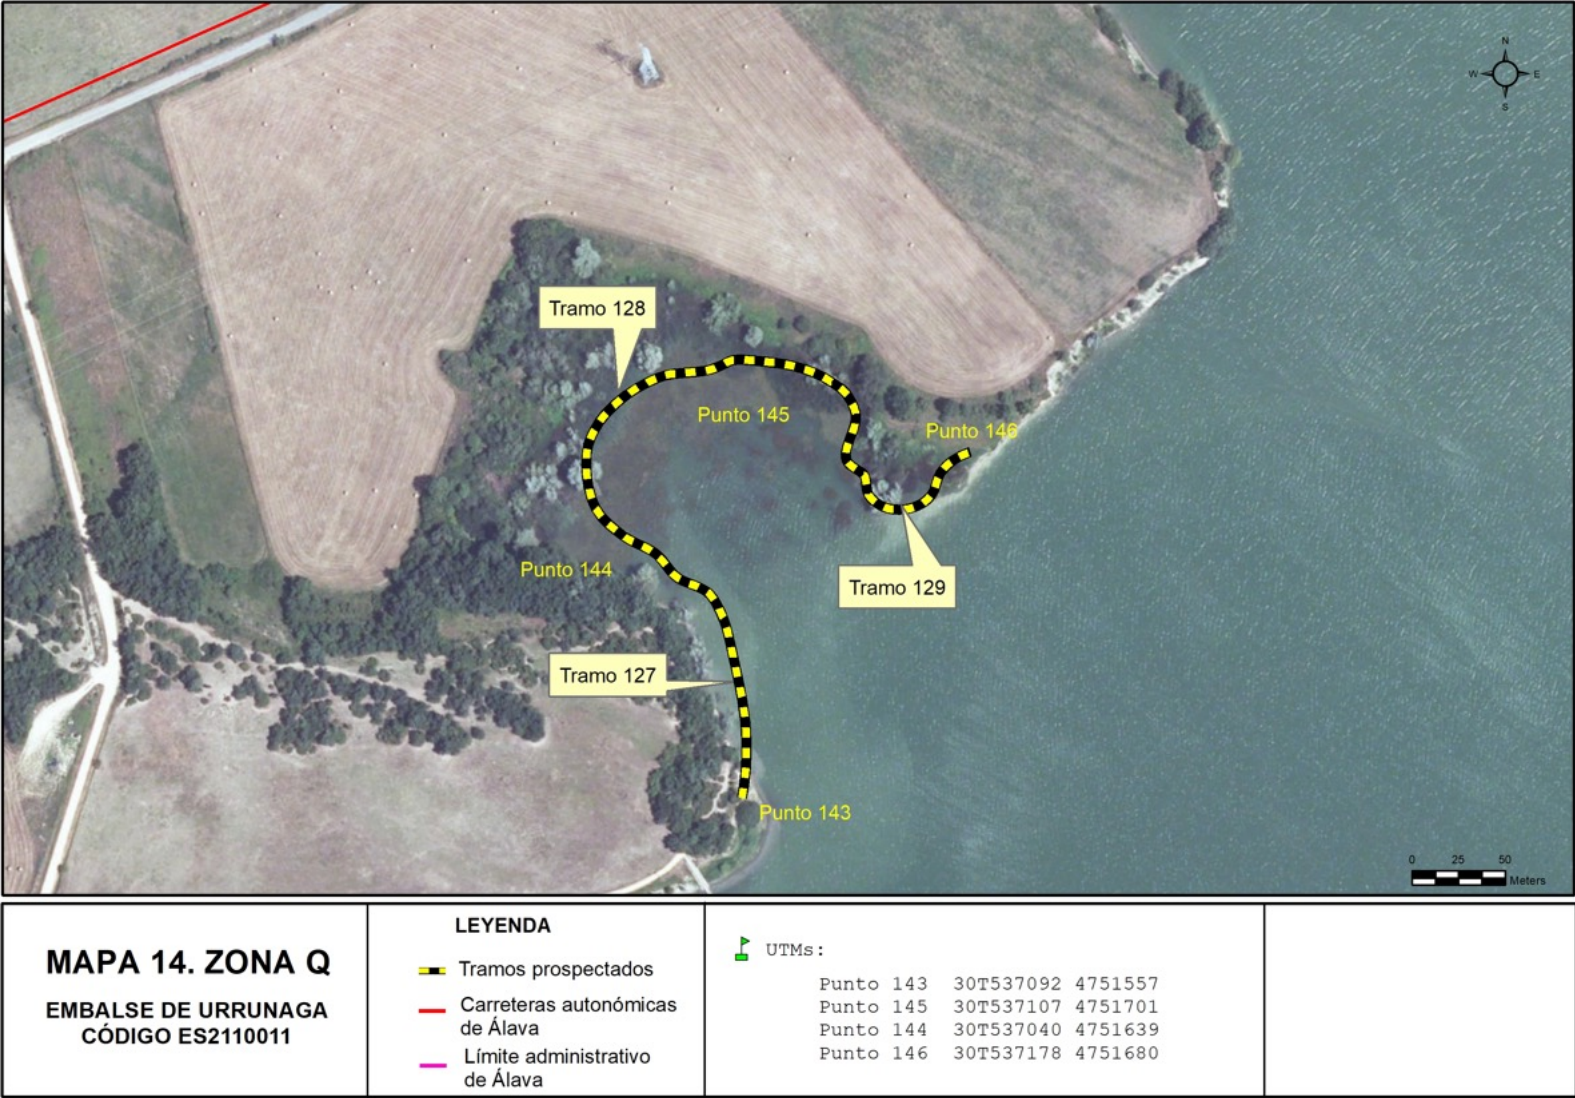 N
W E
S
Tramo 128
Punto 145
Punto 146
Punto 144
Tramo 129
Tramo 127
Punto 143
0 25 50
Meters
MAPA 14. ZONA Q
EMBALSE DE URRUNAGA
CÓDIGO ES2110011
LEYENDA
Tramos prospectados
Carreteras autonómicas
de Álava
Límite administrativo
de Álava
UTMs:
Punto 143 30T537092 4751557
Punto 145 30T537107 4751701
Punto 144 30T537040 4751639
Punto 146 30T537178 4751680